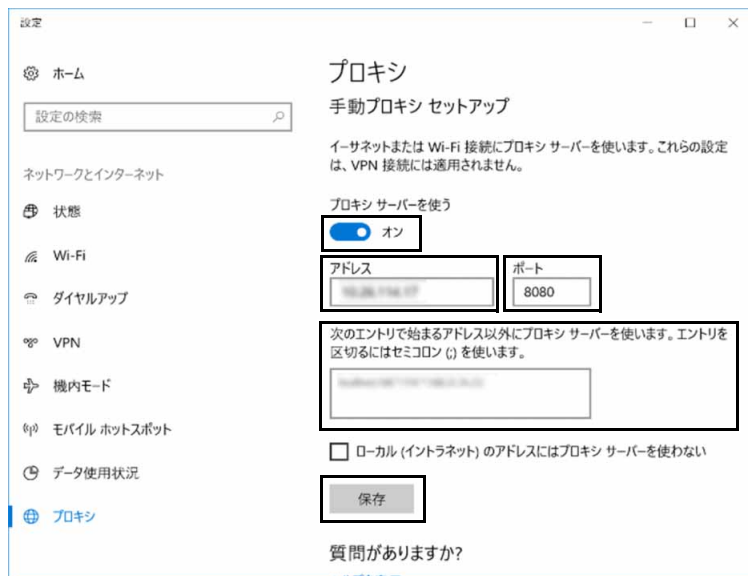 設定
ホーム
設定の検索
ネットワークとインターネット
状態
Wi-Fi
ダイヤルアップ
VPN
機内モード
モバイル ホットスポット
データ使用状況
プロキシ
プロキシ
手動プロキシ セットアップ
イーサネットまたは Wi-Fi 接続にプロキシ サーバーを使います。これらの設定
は、VPN 接続には適用されません。
プロキシ サーバーを使う
オン
アドレス
ポート
8080
次のエントリで始まるアドレス以外にプロキシ サーバーを使います。エントリを
区切るにはセミコロン (;) を使います。
ローカル (イントラネット) のアドレスにはプロキシ サーバーを使わない
保存
質問がありますか?